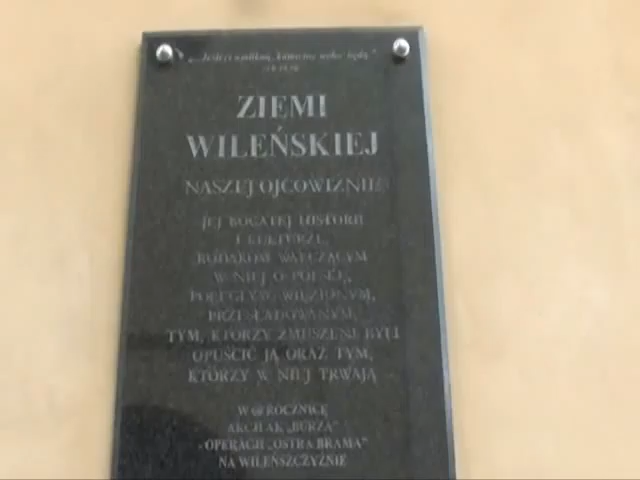 ZIEMI
WILEŃSKIEJ
NASZEJ OJCOWIŹNIE
JEJ BOGATEJ HISTORII
I KULTURZE,
RODAKOM WALCZĄCYM
W NIEJ O POLSKĘ,
POLEGŁYM, WIĘZIONYM,
PRZEŚLADOWANYM,
TYM, KTÓRZY ZMUSZENI BYLI
OPUŚCIĆ JĄ ORAZ TYM,
KTÓRZY W NIEJ TRWAJĄ
W ROCZNICĘ
AKCJI AK „BURZA”
- OPERACJI „OSTRA BRAMA”
NA WILEŃSZCZYŹNIE